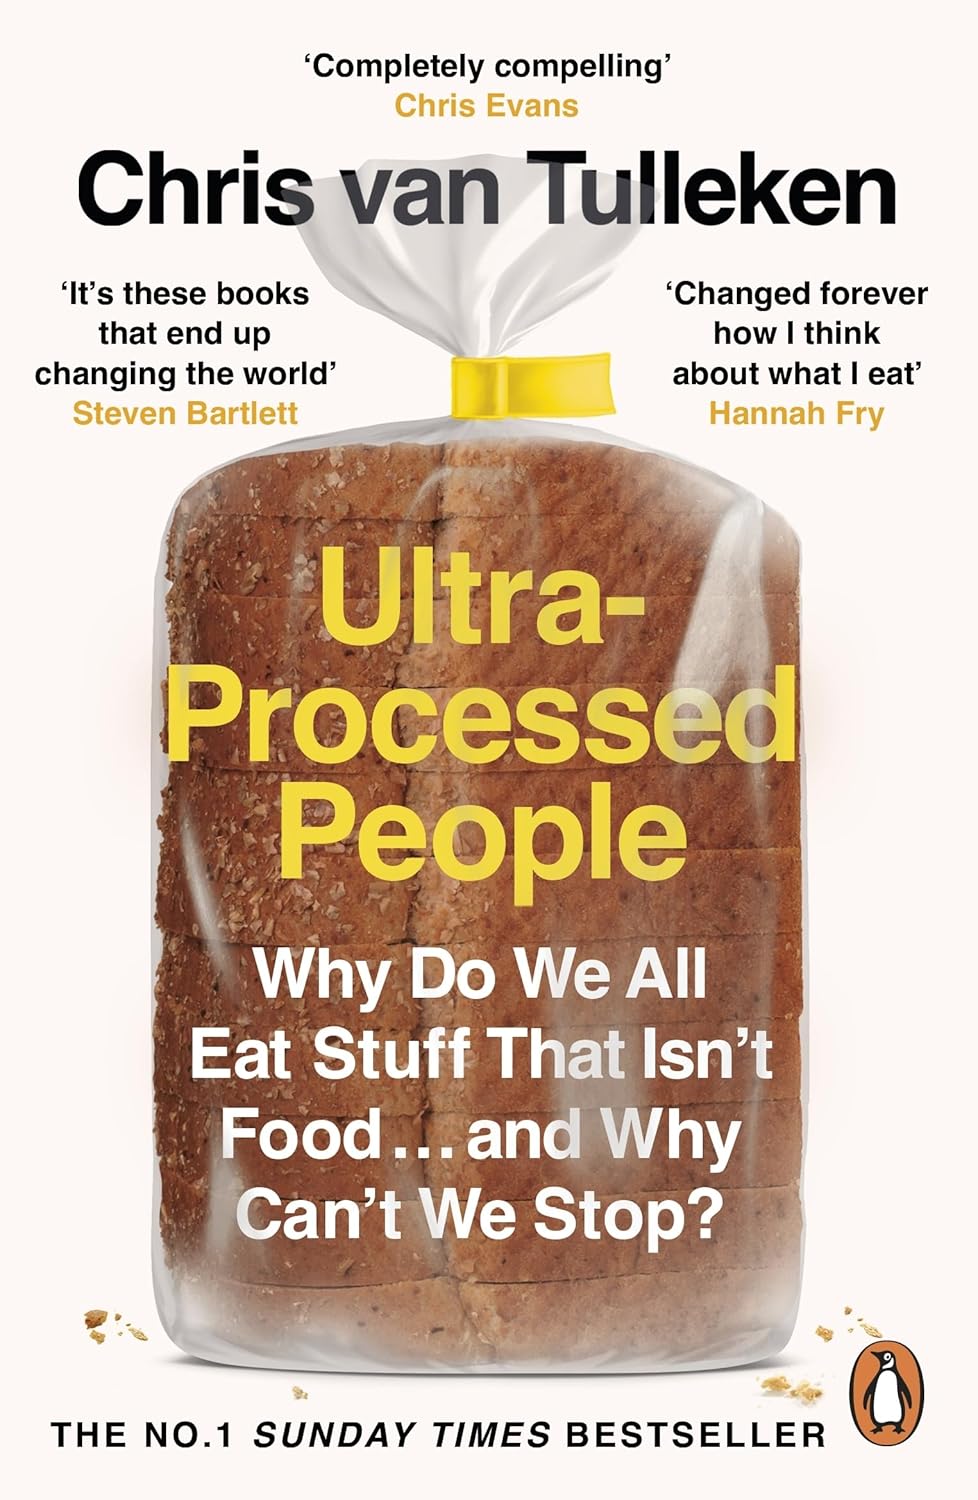 ‘Completely compelling’
Chris Evans
Chris van Tulleken
‘It’s these books
that end up
changing the world’
Steven Bartlett
‘Changed forever
how I think
about what I eat’
Hannah Fry
Ultra-
Processed
People
Why Do We All
Eat Stuff That Isn’t
Food...and Why
Can’t We Stop?
THE NO.1 SUNDAY TIMES BESTSELLER